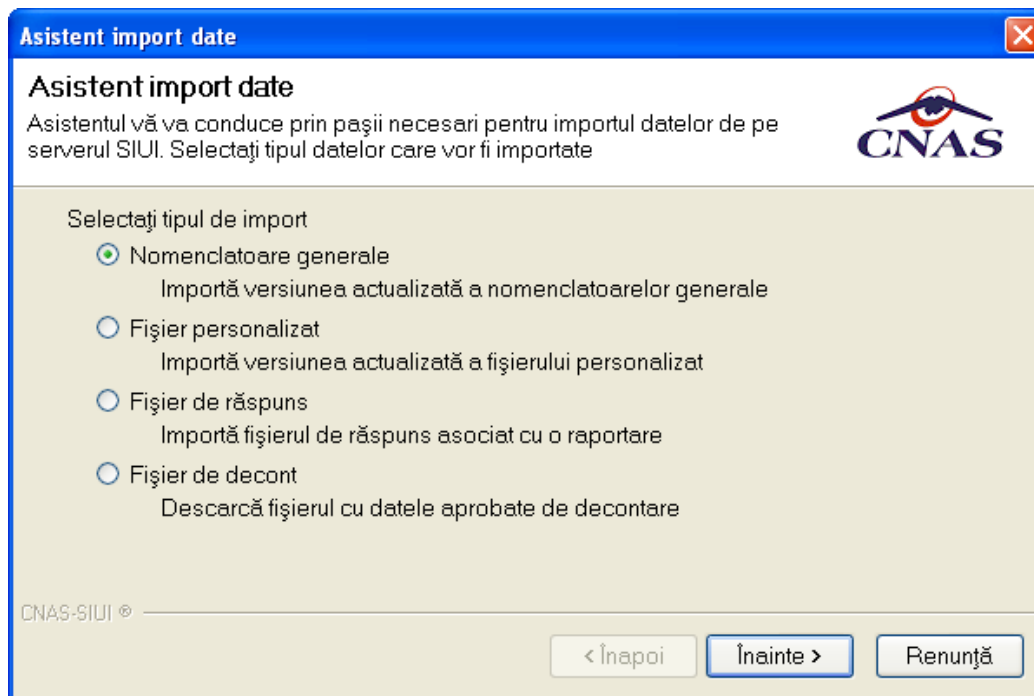 Asistent import date
Asistent import date
Asistentul vă va conduce prin paşii necesari pentru importul datelor de pe
serverul SIUI. Selectaţi tipul datelor care vor fi importate
CNAS
Selectaţi tipul de import
Nomenclatoare generale
Importă versiunea actualizată a nomenclatoarelor generale
Fişier personalizat
Importă versiunea actualizată a fişierului personalizat
Fişier de răspuns
Importă fişierul de răspuns asociat cu o raportare
Fişier de decont
Descarcă fişierul cu datele aprobate de decontare
CNAS-SIUI ®
< Înapoi
Înainte >
Renunţă